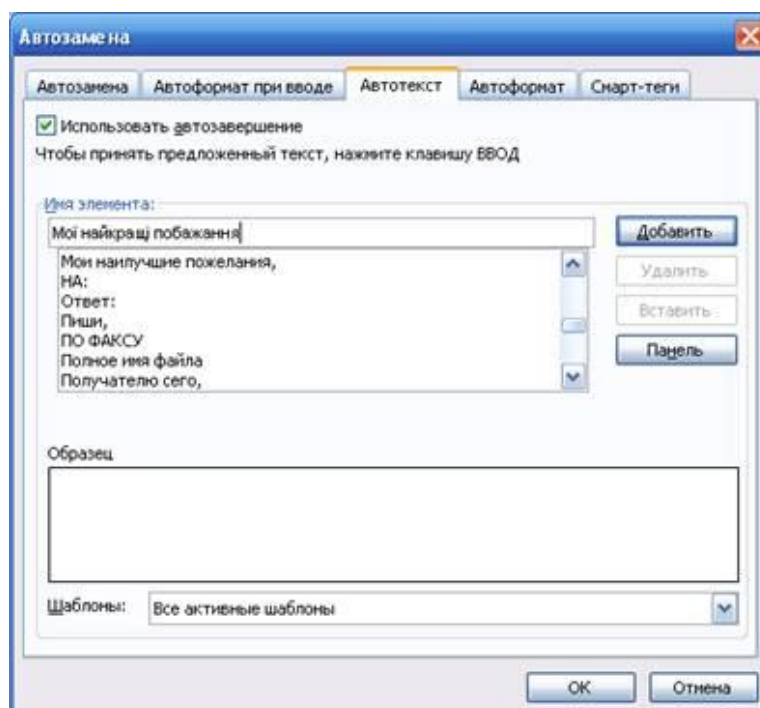 Автозамена
Автозамена Автоформат при вводе Автотекст Автоформат Смарт-теги
Использовать автозавершение
Чтобы принять предложенный текст, нажмите клавишу ВВОД
Имя элемента:
Мої найкращі побажання
Добавить
Мои наилучшие пожелания,
НА:
Ответ:
Пиши,
ПО ФАКСУ
Полное имя файла
Получателю сего,
Удалить
Вставить
Панель
Образец
Шаблоны: Все активные шаблоны
ОК Отмена